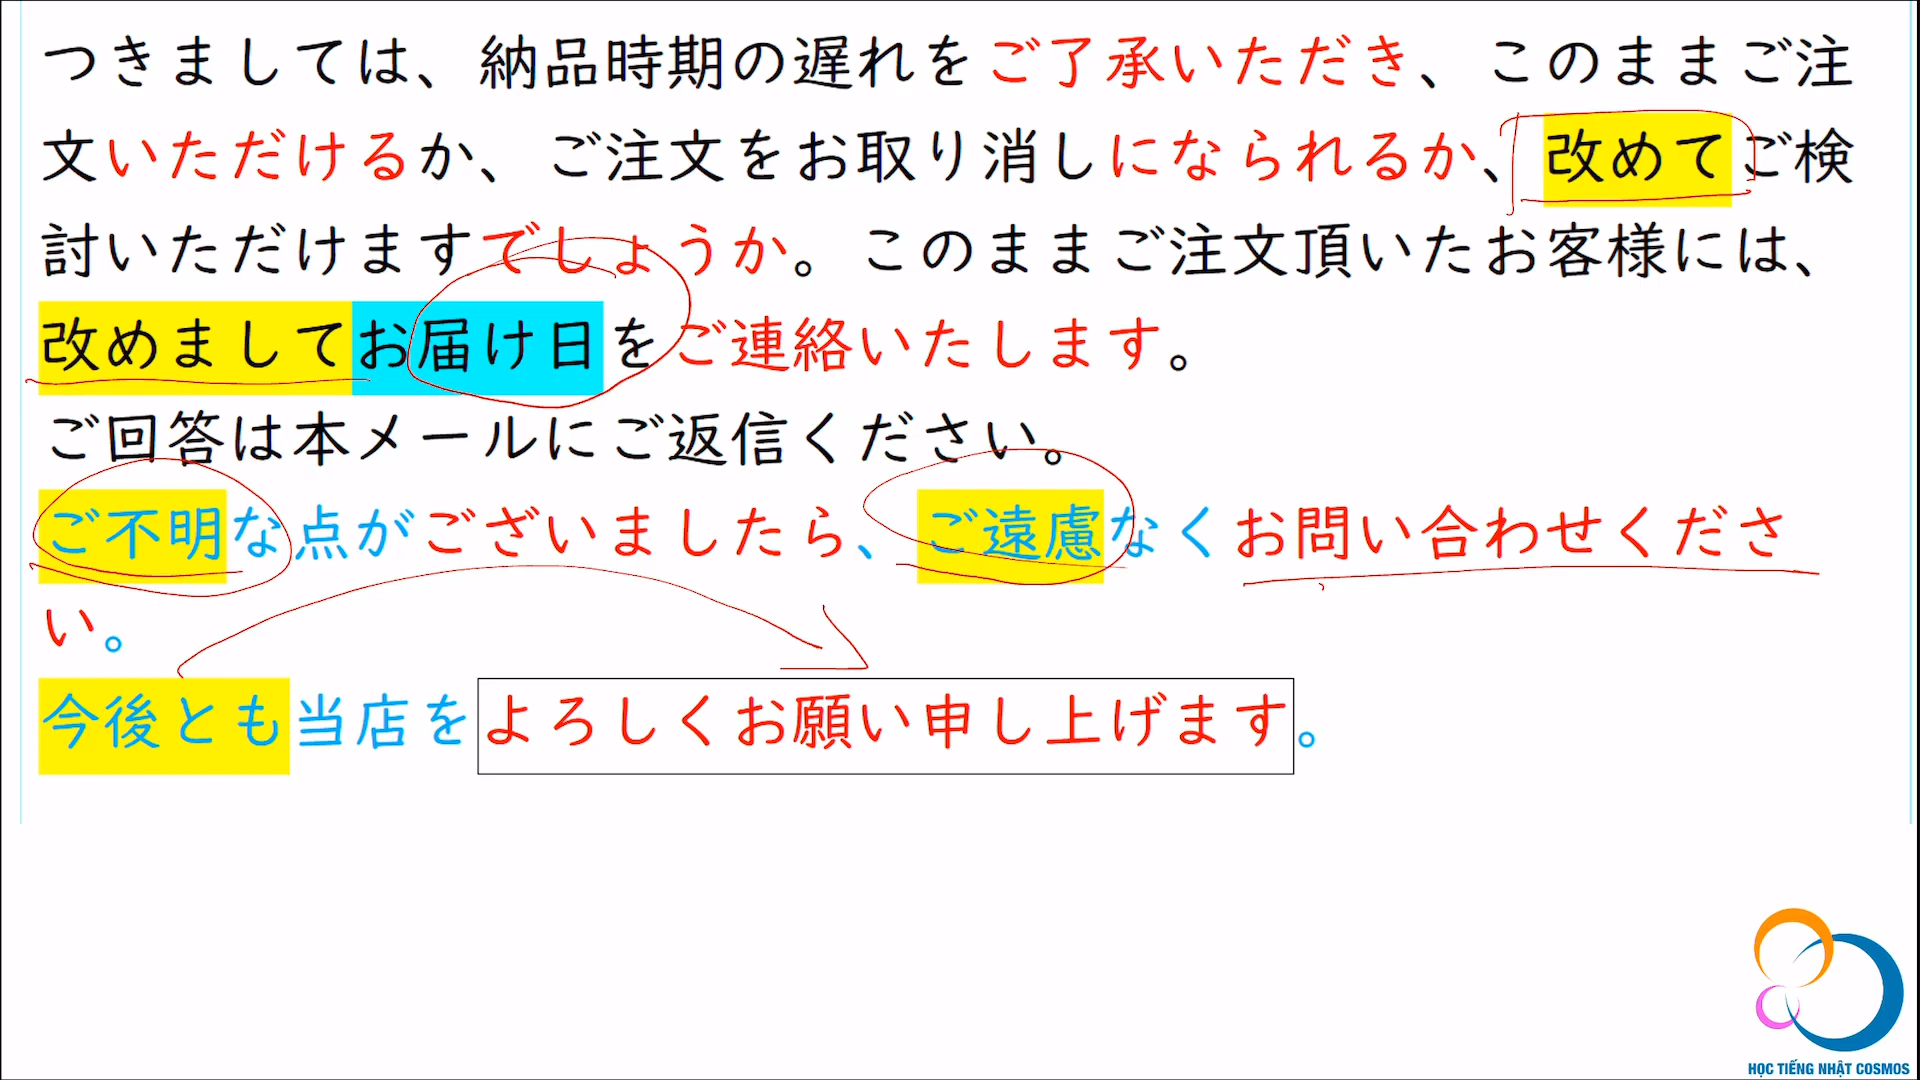 つきましては、納品時期の遅れをご了承いただき、このままご注
文いただけるか、ご注文をお取り消しになられるか、改めてご検
討いただけますでしょうか。このままご注文頂いたお客様には、
改めましてお届け日をご連絡いたします。
ご回答は本メールにご返信ください。
ご不明な点がございましたら、ご遠慮なくお問い合わせくださ
い。
今後とも当店をよろしくお願い申し上げます。
HỌC TIẾNG NHẬT COSMOS